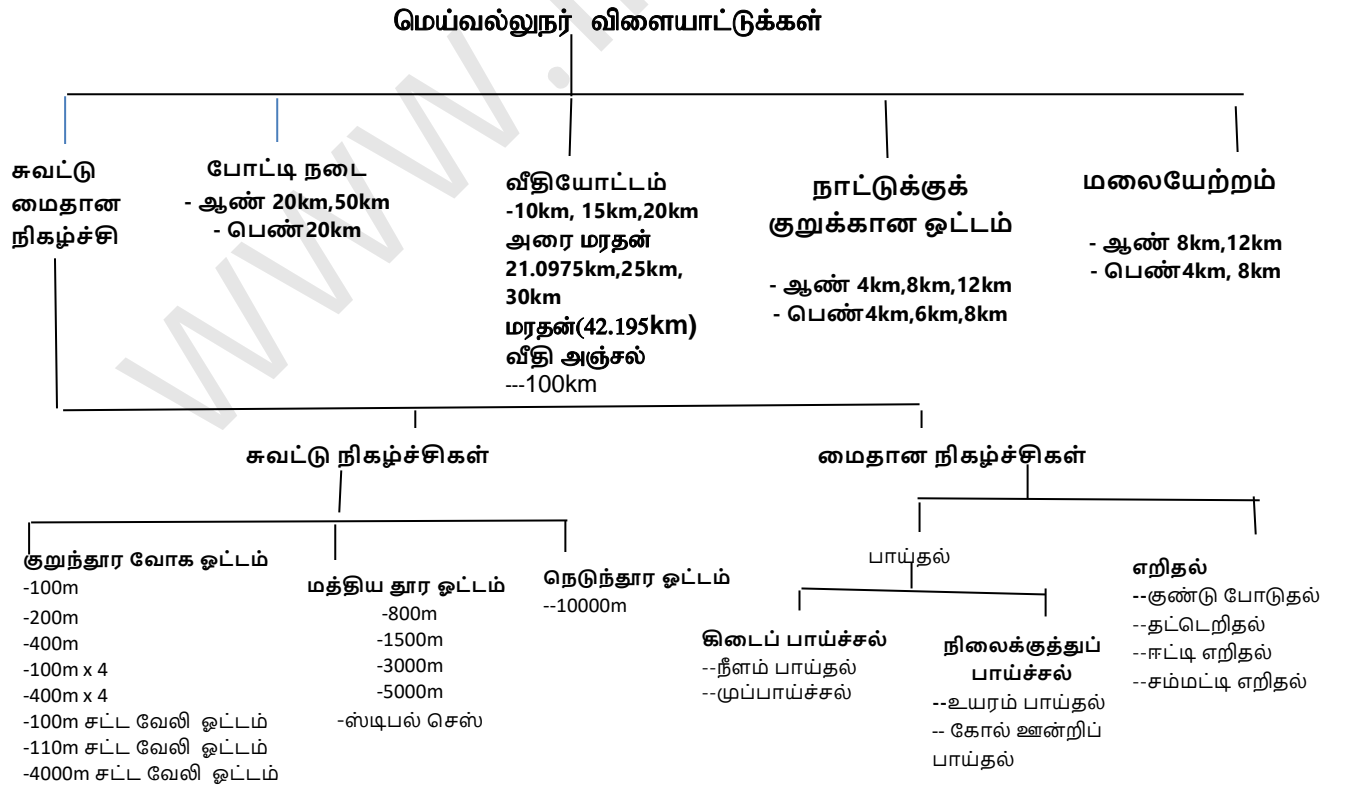 மெய்வல்லுநர் விளையாட்டுக்கள்
சுவட்டு
மைதான
நிகழ்ச்சி
போட்டி நடை
- ஆண் 20km,50km
- பெண்20km
வீதியோட்டம்
-10km, 15km,20km
அரை மரதன்
21.0975km,25km,
30km
மரதன்(42.195km)
வீதி அஞ்சல்
---100km
நாட்டுக்குக்
குறுக்கான ஒட்டம்
- ஆண் 4km,8km,12km
- பெண்4km,6km,8km
மலையேற்றம்
- ஆண் 8km,12km
- பெண்4km, 8km
சுவட்டு நிகழ்ச்சிகள்
மைதான நிகழ்ச்சிகள்
குறுந்தூர வோக ஓட்டம்
-100m
-200m
-400m
-100m x 4
-400m x 4
-100m சட்ட வேலி ஓட்டம்
-110m சட்ட வேலி ஓட்டம்
-4000m சட்ட வேலி ஓட்டம்
மத்திய தூர ஓட்டம்
-800m
-1500m
-3000m
-5000m
-ஸ்டிபல் செஸ்
நெடுந்தூர ஓட்டம்
--10000m
பாய்தல்
கிடைப் பாய்ச்சல்
--நீளம் பாய்தல்
--முப்பாய்ச்சல்
நிலைக்குத்துப்
பாய்ச்சல்
--உயரம் பாய்தல்
-- கோல் ஊன்றிப்
பாய்தல்
எறிதல்
--குண்டு போடுதல்
--தட்டெறிதல்
--ஈட்டி எறிதல்
--சம்மட்டி எறிதல்
www.